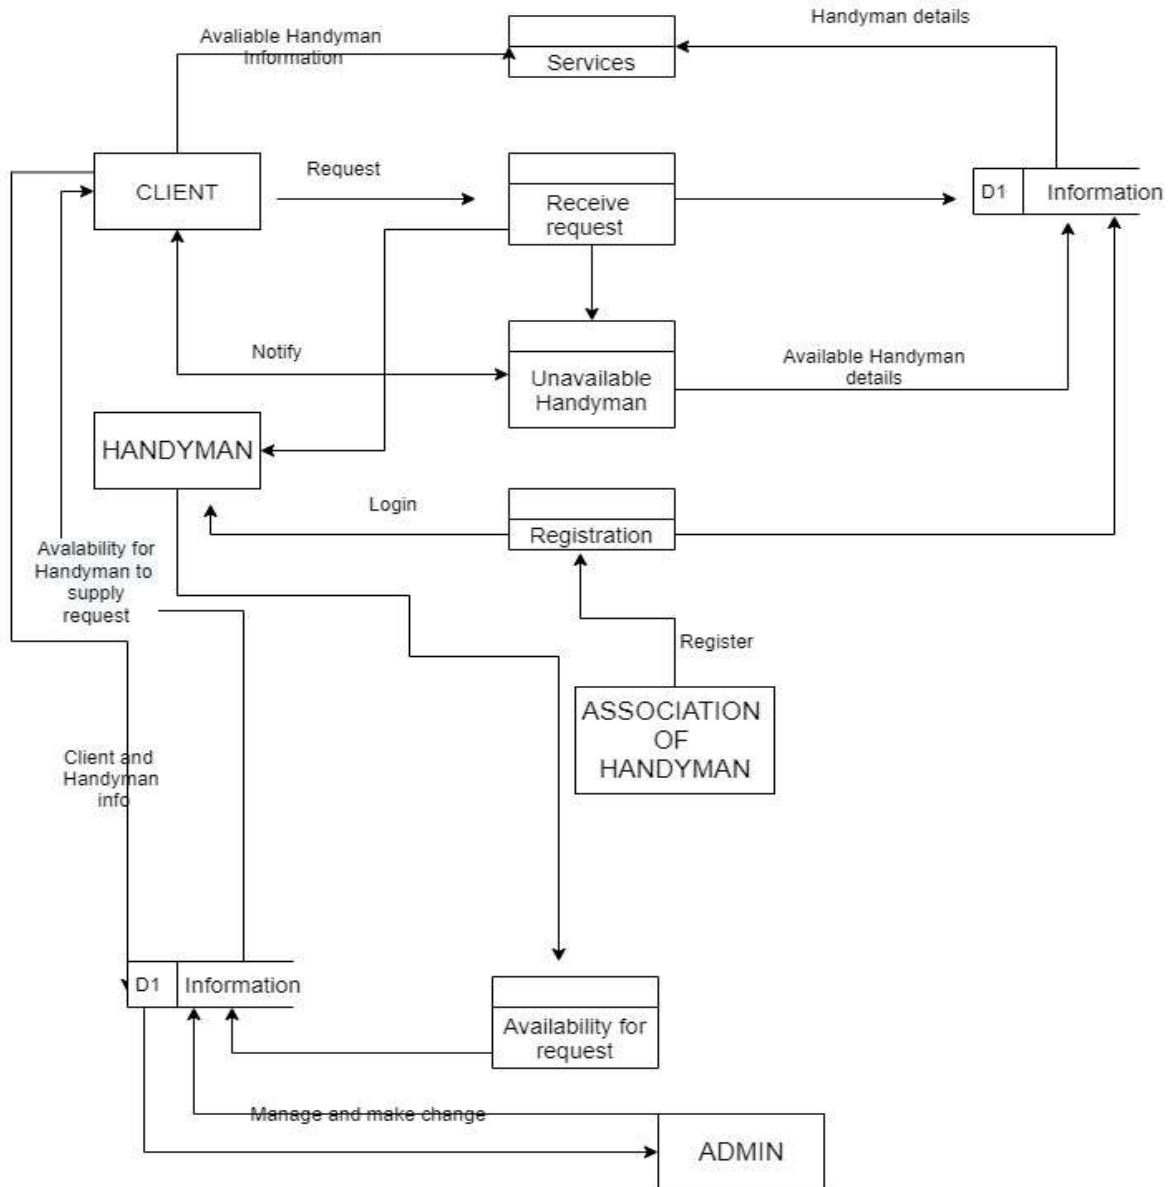 Handyman details
Avaliable Handyman
Information
Services
Request
CLIENT
Receive
request
D1
Information
Notify
Unavailable
Handyman
Available Handyman
details
HANDYMAN
Login
Registration
Avalability for
Handyman to
supply
request
Register
ASSOCIATION
OF
HANDYMAN
Client and
Handyman
info
D1
Information
Availability for
request
Manage and make change
ADMIN